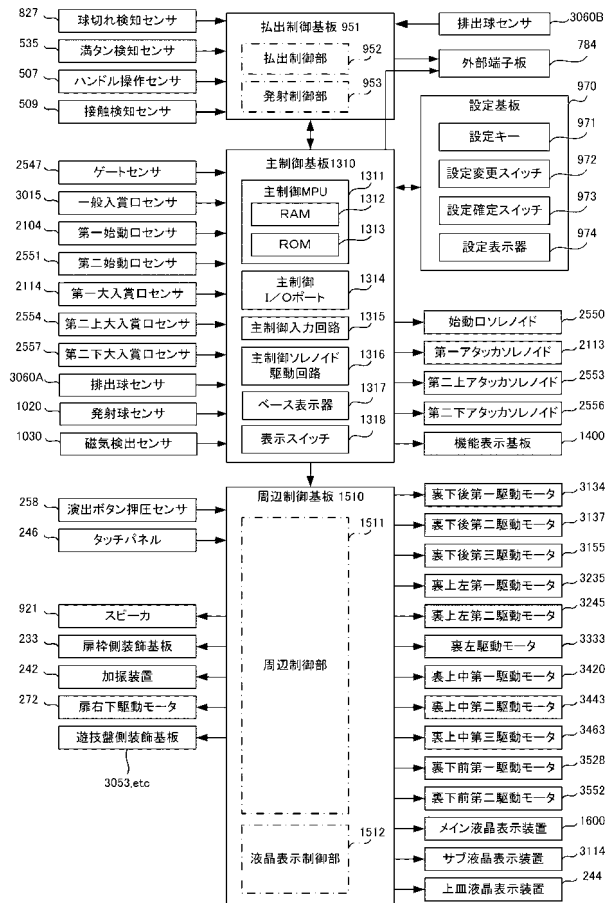 827
球切れ検知センサ
535
満タン検知センサ
507
ハンドル操作センサ
509
接触検知センサ
払出制御基板 951
払出制御部
952
発射制御部
953
排出球センサ
3060B
外部端子板
784
970
設定基板
設定キー
971
設定変更スイッチ
972
設定確定スイッチ
973
設定表示器
974
2547
ゲートセンサ
3015
一般入賞口センサ
2104
第一始動口センサ
2551
第二始動口センサ
2114
第一大入賞口センサ
2554
第二上大入賞口センサ
2557
第二下大入賞口センサ
3060A
排出球センサ
1020
発射球センサ
1030
磁気検出センサ
主制御基板1310
主制御MPU
1311
RAM
1312
ROM
1313
主制御
I/Oポート
1314
主制御入力回路
1315
主制御ソレノイド
駆動回路
1316
ベース表示器
1317
表示スイッチ
1318
始動口ソレノイド
2550
第一アタッカソレノイド
2113
第二上アタッカソレノイド
2553
第二下アタッカソレノイド
2556
機能表示基板
1400
258
演出ボタン押圧センサ
246
タッチパネル
921
スピーカ
233
扉枠側装飾基板
242
加振装置
272
扉右下駆動モータ
遊技盤側装飾基板
3053,etc
周辺制御基板 1510
1511
周辺制御部
1512
液晶表示制御部
裏下後第一駆動モータ
3134
裏下後第二駆動モータ
3137
裏下後第三駆動モータ
3155
裏上左第一駆動モータ
3235
裏上左第二駆動モータ
3245
裏左駆動モータ
3333
裏上中第一駆動モータ
3420
裏上中第二駆動モータ
3443
裏上中第三駆動モータ
3463
裏下前第一駆動モータ
3528
裏下前第二駆動モータ
3552
メイン液晶表示装置
1600
サブ液晶表示装置
3114
上皿液晶表示装置
244